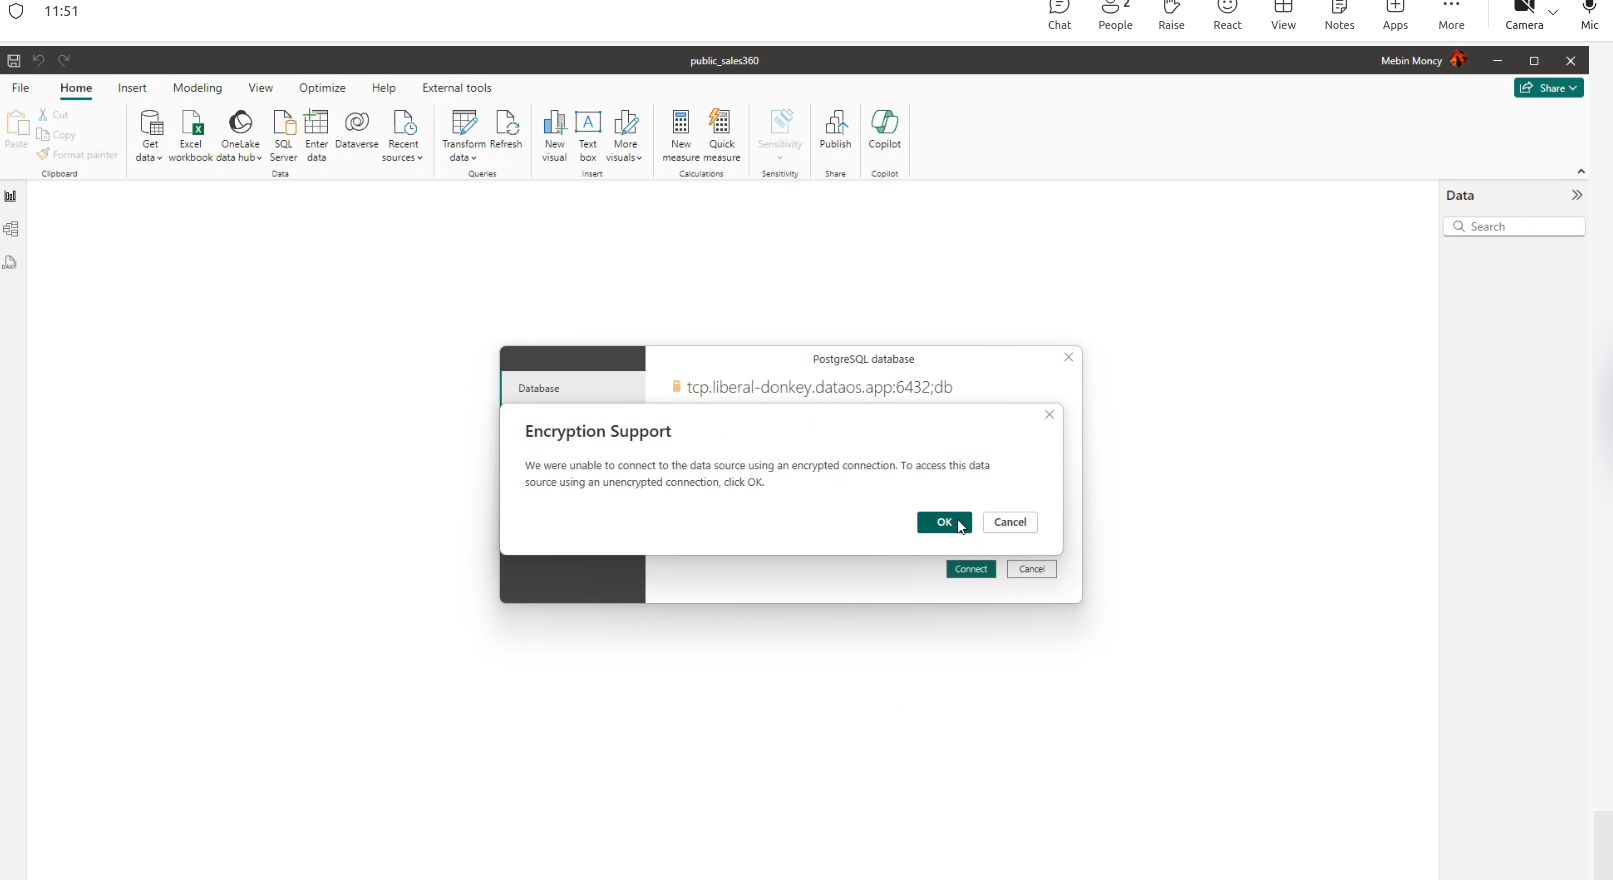 11:51
Chat
People
2
Raise
React
View
Notes
Apps
More
Camera
Mic
public_sales360
Mebin Moncy
File
Home
Insert
Modeling
View
Optimize
Help
External tools
Share
Paste
Cut
Copy
Format painter
Get data
Excel workbook
OneLake data hub
SQL Server
Enter data
Dataverse
Recent sources
Transform data
Refresh
New visual
Text box
More visuals
New measure
Quick measure
Sensitivity
Publish
Copilot
Clipboard
Data
Queries
Insert
Calculations
Sensitivity
Share
Copilot
Data
Search
DAX
PostgreSQL database
Database
tcp.liberal-donkey.dataos.app:6432;db
Encryption Support
We were unable to connect to the data source using an encrypted connection. To access this data
source using an unencrypted connection, click OK.
OK
Cancel
Connect
Cancel